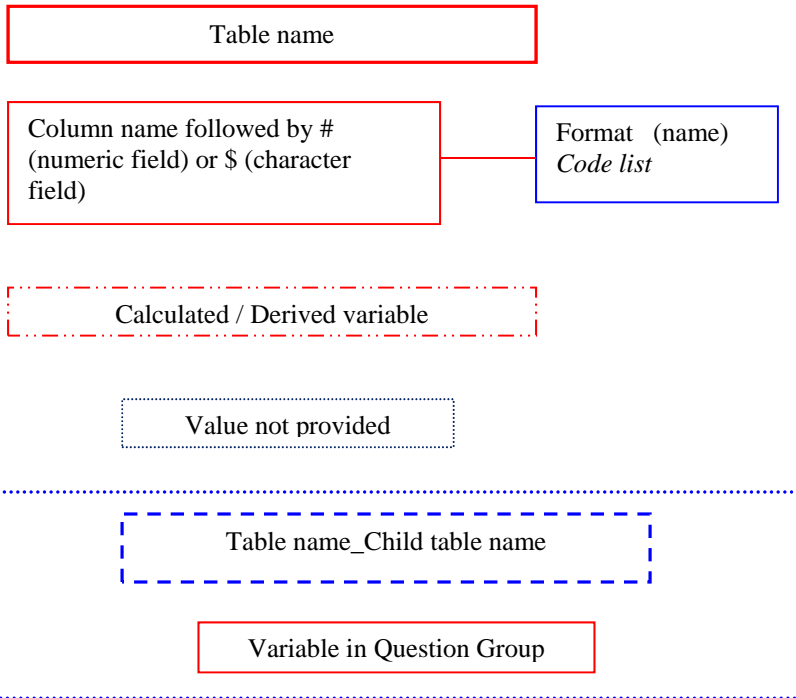 Table name
Column name followed by #
(numeric field) or $ (character
field)
Format (name)
Code list
Calculated / Derived variable
Value not provided
Table name_Child table name
Variable in Question Group